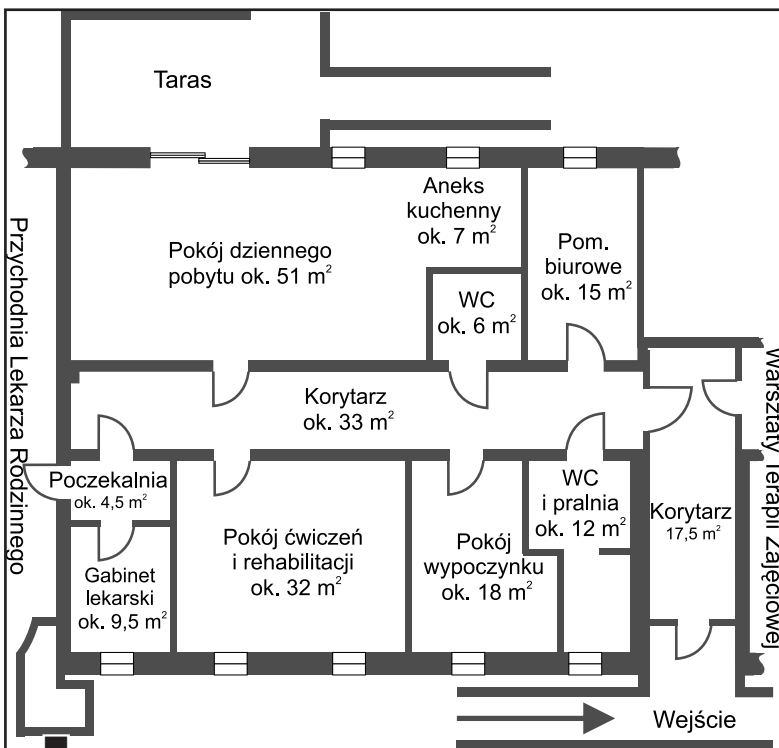 Taras
Aneks
kuchenny
ok. 7 m²
Pokój dziennego
pobytu ok. 51 m²
Pom.
biurowe
ok. 15 m²
WC
ok. 6 m²
Przychodnia Lekarza Rodzinnego
Korytarz
ok. 33 m²
Warsztaty Terapii Zajęciowej
Poczekalnia
ok. 4,5 m²
WC
i pralnia
ok. 12 m²
Korytarz
17,5 m²
Pokój ćwiczeń
i rehabilitacji
ok. 32 m²
Pokój
wypoczynku
ok. 18 m²
Gabinet
lekarski
ok. 9,5 m²
Wejście